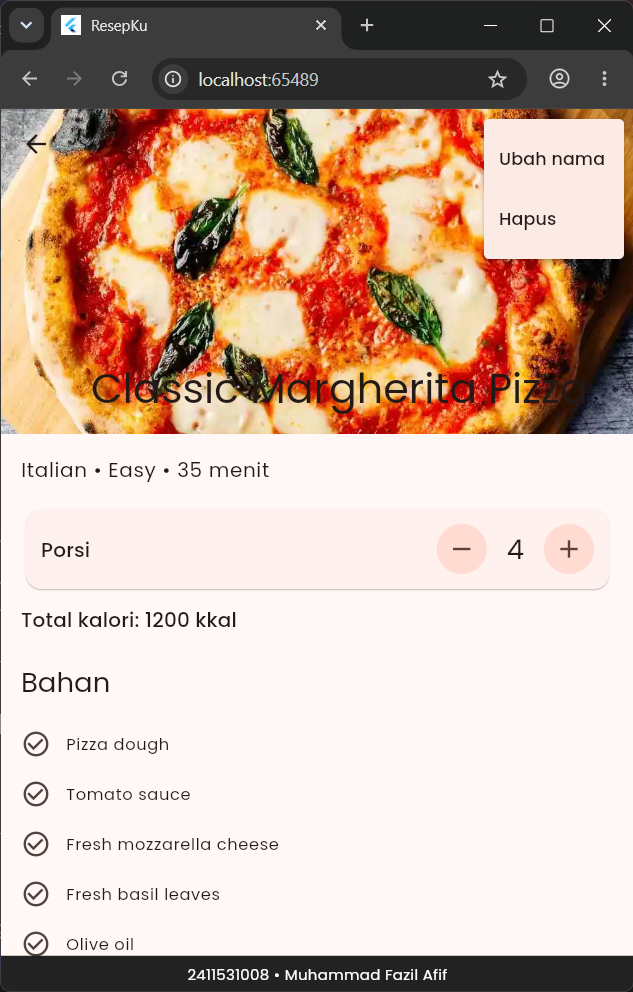 ResepKu
localhost:65489
Ubah nama
Hapus
Classic Margherita Pizza
Italian • Easy • 35 menit
Porsi
4
Total kalori: 1200 kkal
Bahan
Pizza dough
Tomato sauce
Fresh mozzarella cheese
Fresh basil leaves
Olive oil
2411531008 • Muhammad Fazil Afif